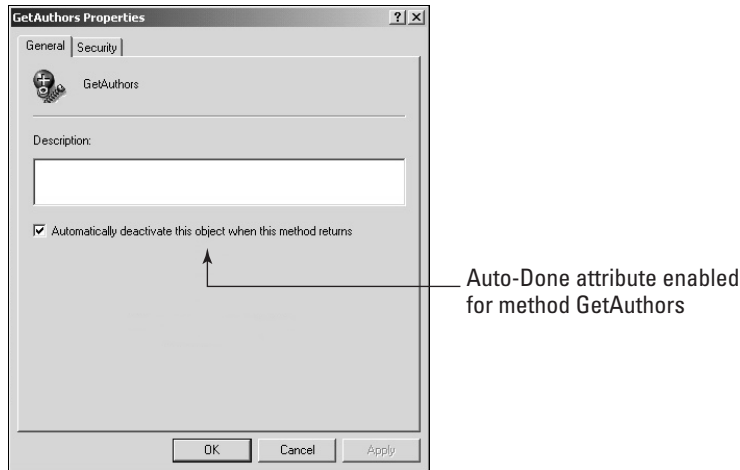 GetAuthors Properties
General
Security
GetAuthors
Description:
Automatically deactivate this object when this method returns
Auto-Done attribute enabled
for method GetAuthors
OK
Cancel
Apply